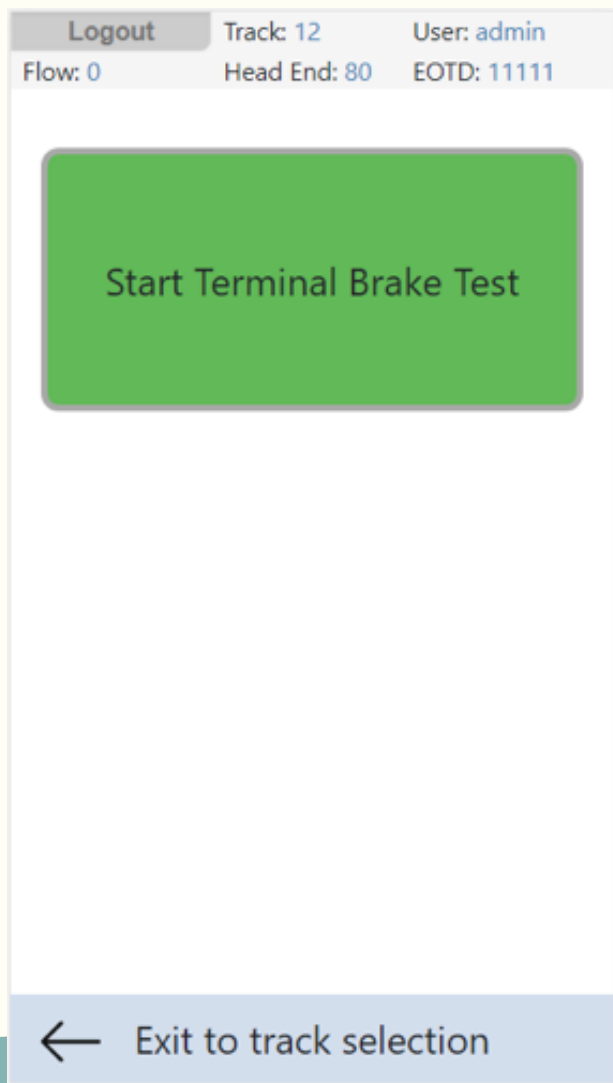 Logout Track: 12 User: admin
Flow: 0 Head End: 80 EOTD: 11111
Start Terminal Brake Test
← Exit to track selection